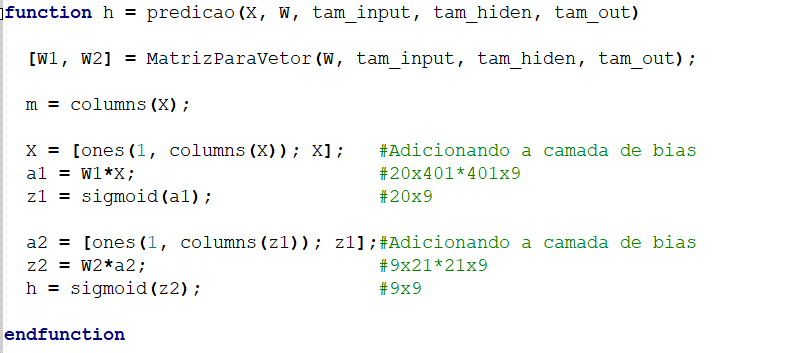 function h = predicao(X, W, tam_input, tam_hiden, tam_out)
[W1, W2] = MatrizParaVetor(W, tam_input, tam_hiden, tam_out);
m = columns(X);
X = [ones(1, columns(X)); X];   #Adicionando a camada de bias
a1 = W1*X;                      #20x401*401x9
z1 = sigmoid(a1);               #20x9
a2 = [ones(1, columns(z1)); z1];#Adicionando a camada de bias
z2 = W2*a2;                     #9x21*21x9
h = sigmoid(z2);                #9x9
endfunction